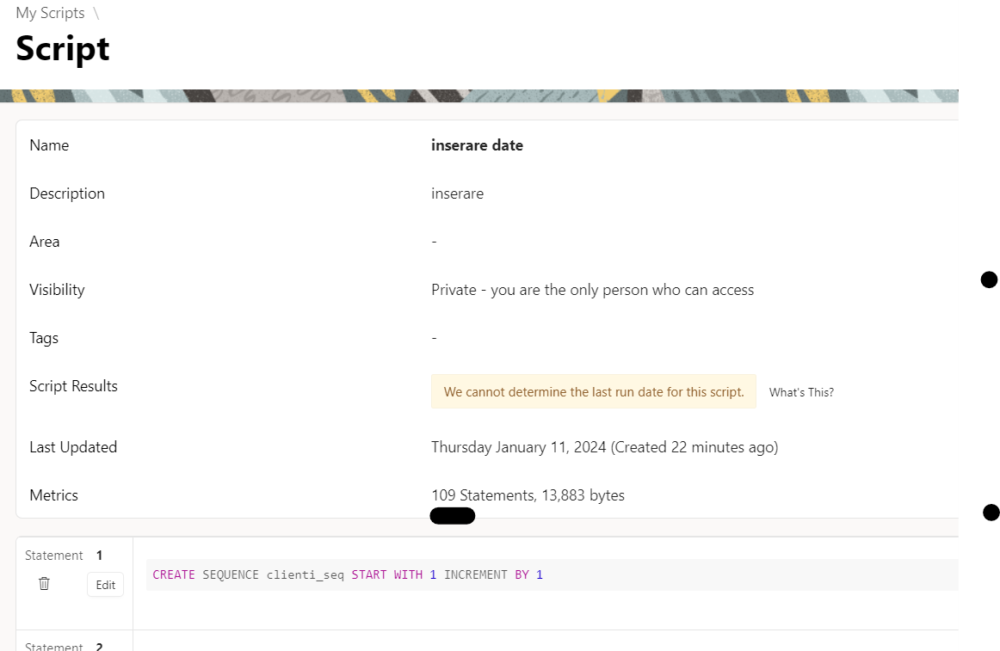 My Scripts \
Script
Name inserare date
Description inserare
Area -
Visibility Private - you are the only person who can access
Tags -
Script Results We cannot determine the last run date for this script. What's This?
Last Updated Thursday January 11, 2024 (Created 22 minutes ago)
Metrics 109 Statements, 13,883 bytes
Statement 1
CREATE SEQUENCE clienti_seq START WITH 1 INCREMENT BY 1
Edit
Statement 2